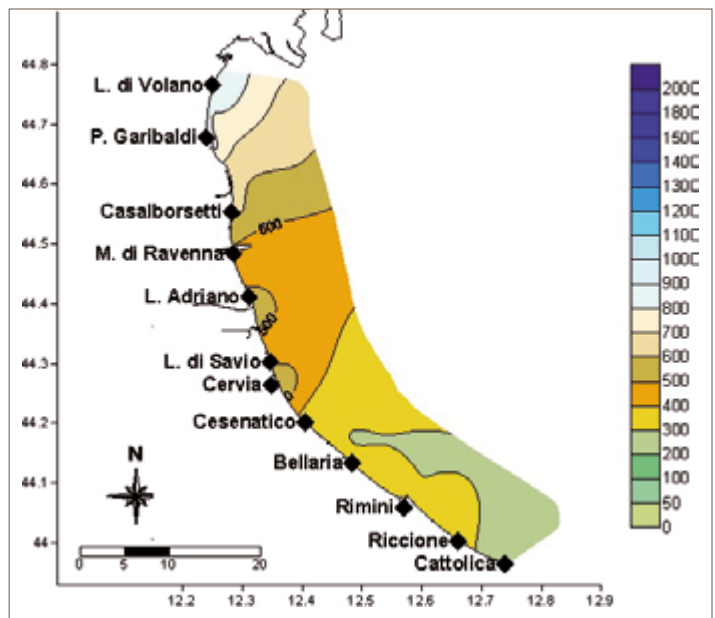 44.8
44.7
44.6
44.5
44.4
44.3
44.2
44.1
44
L. di Volano
P. Garibaldi
Casalborsetti
M. di Ravenna
L. Adriano
L. di Savio
Cervia
Cesenatico
Bellaria
Rimini
Riccione
Cattolica
500
N
0 5 10 20
12.2 12.3 12.4 12.5 12.6 12.7 12.8 12.9
2000
1800
1500
1400
1300
1200
1000
900
800
700
600
500
400
300
200
100
50
0